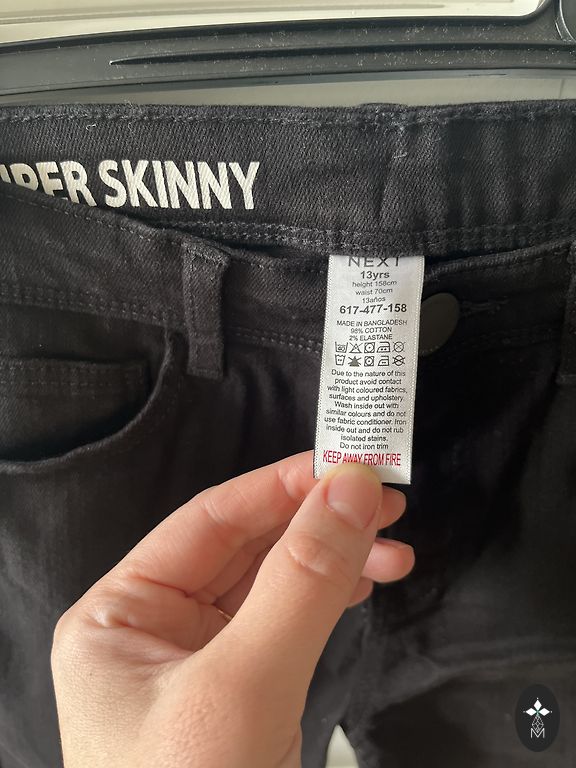 SKINNY
NEXT
13yrs
height 158cm
waist 70cm
13años
617-477-158
MADE IN BANGLADESH
98% COTTON
2% ELASTANE
Due to the nature of this
product avoid contact
with light coloured fabrics,
surfaces and upholstery.
Wash inside out with
similar colours and do not
use fabric conditioner. Iron
inside out and do not rub
isolated stains.
Do not iron trim
KEEP AWAY FROM FIRE
M